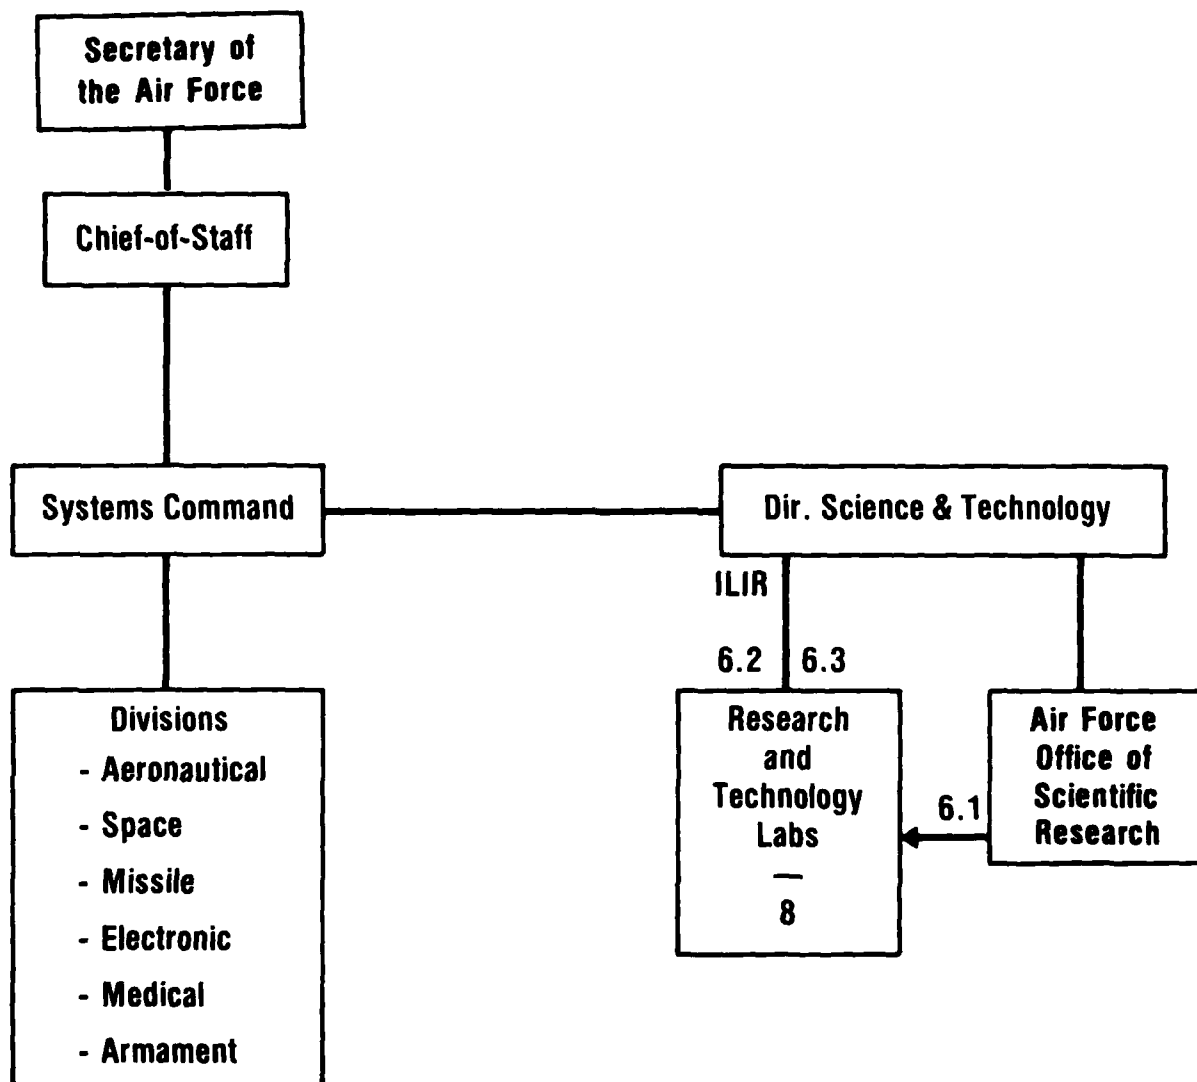 Secretary of
the Air Force
Chief-of-Staff
Systems Command
Dir. Science & Technology
ILIR
6.2 6.3
Divisions
- Aeronautical
- Space
- Missile
- Electronic
- Medical
- Armament
Research
and
Technology
Labs
—
8
6.1
Air Force
Office of
Scientific
Research